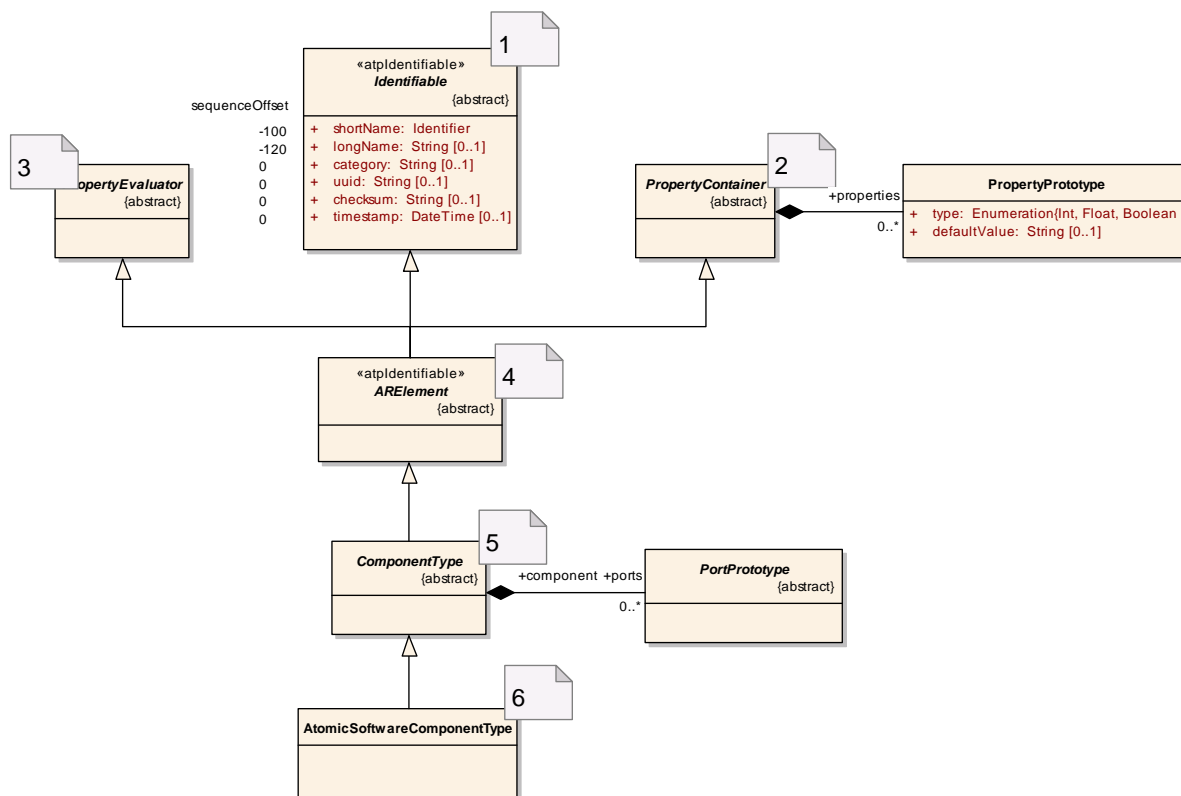 1
«atpIdentifiable»
Identifiable
{abstract}
sequenceOffset
-100
+ shortName: Identifier
-120
+ longName: String [0..1]
0
+ category: String [0..1]
0
+ uuid: String [0..1]
0
+ checksum: String [0..1]
0
+ timestamp: DateTime [0..1]
3
opertyEvaluator
{abstract}
2
PropertyContainer
{abstract}
+properties
0..*
PropertyPrototype
+ type: Enumeration{Int, Float, Boolean
+ defaultValue: String [0..1]
«atpIdentifiable»
ARElement
{abstract}
4
ComponentType
{abstract}
5
+component +ports
0..*
PortPrototype
{abstract}
6
AtomicSoftwareComponentType